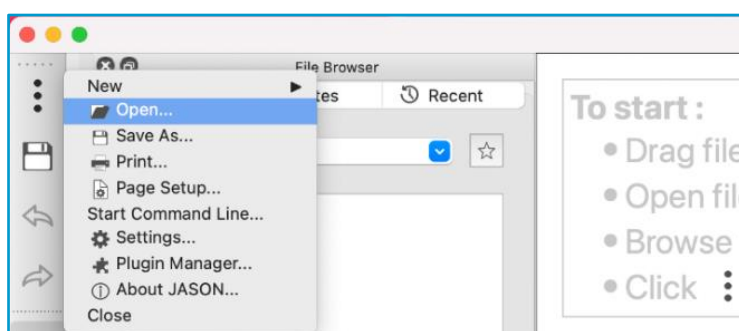 File Browser
New
tes
Recent
Open...
Save As...
Print...
Page Setup...
Start Command Line...
Settings...
Plugin Manager...
About JASON...
Close
To start :
• Drag file
• Open fil
• Browse
• Click